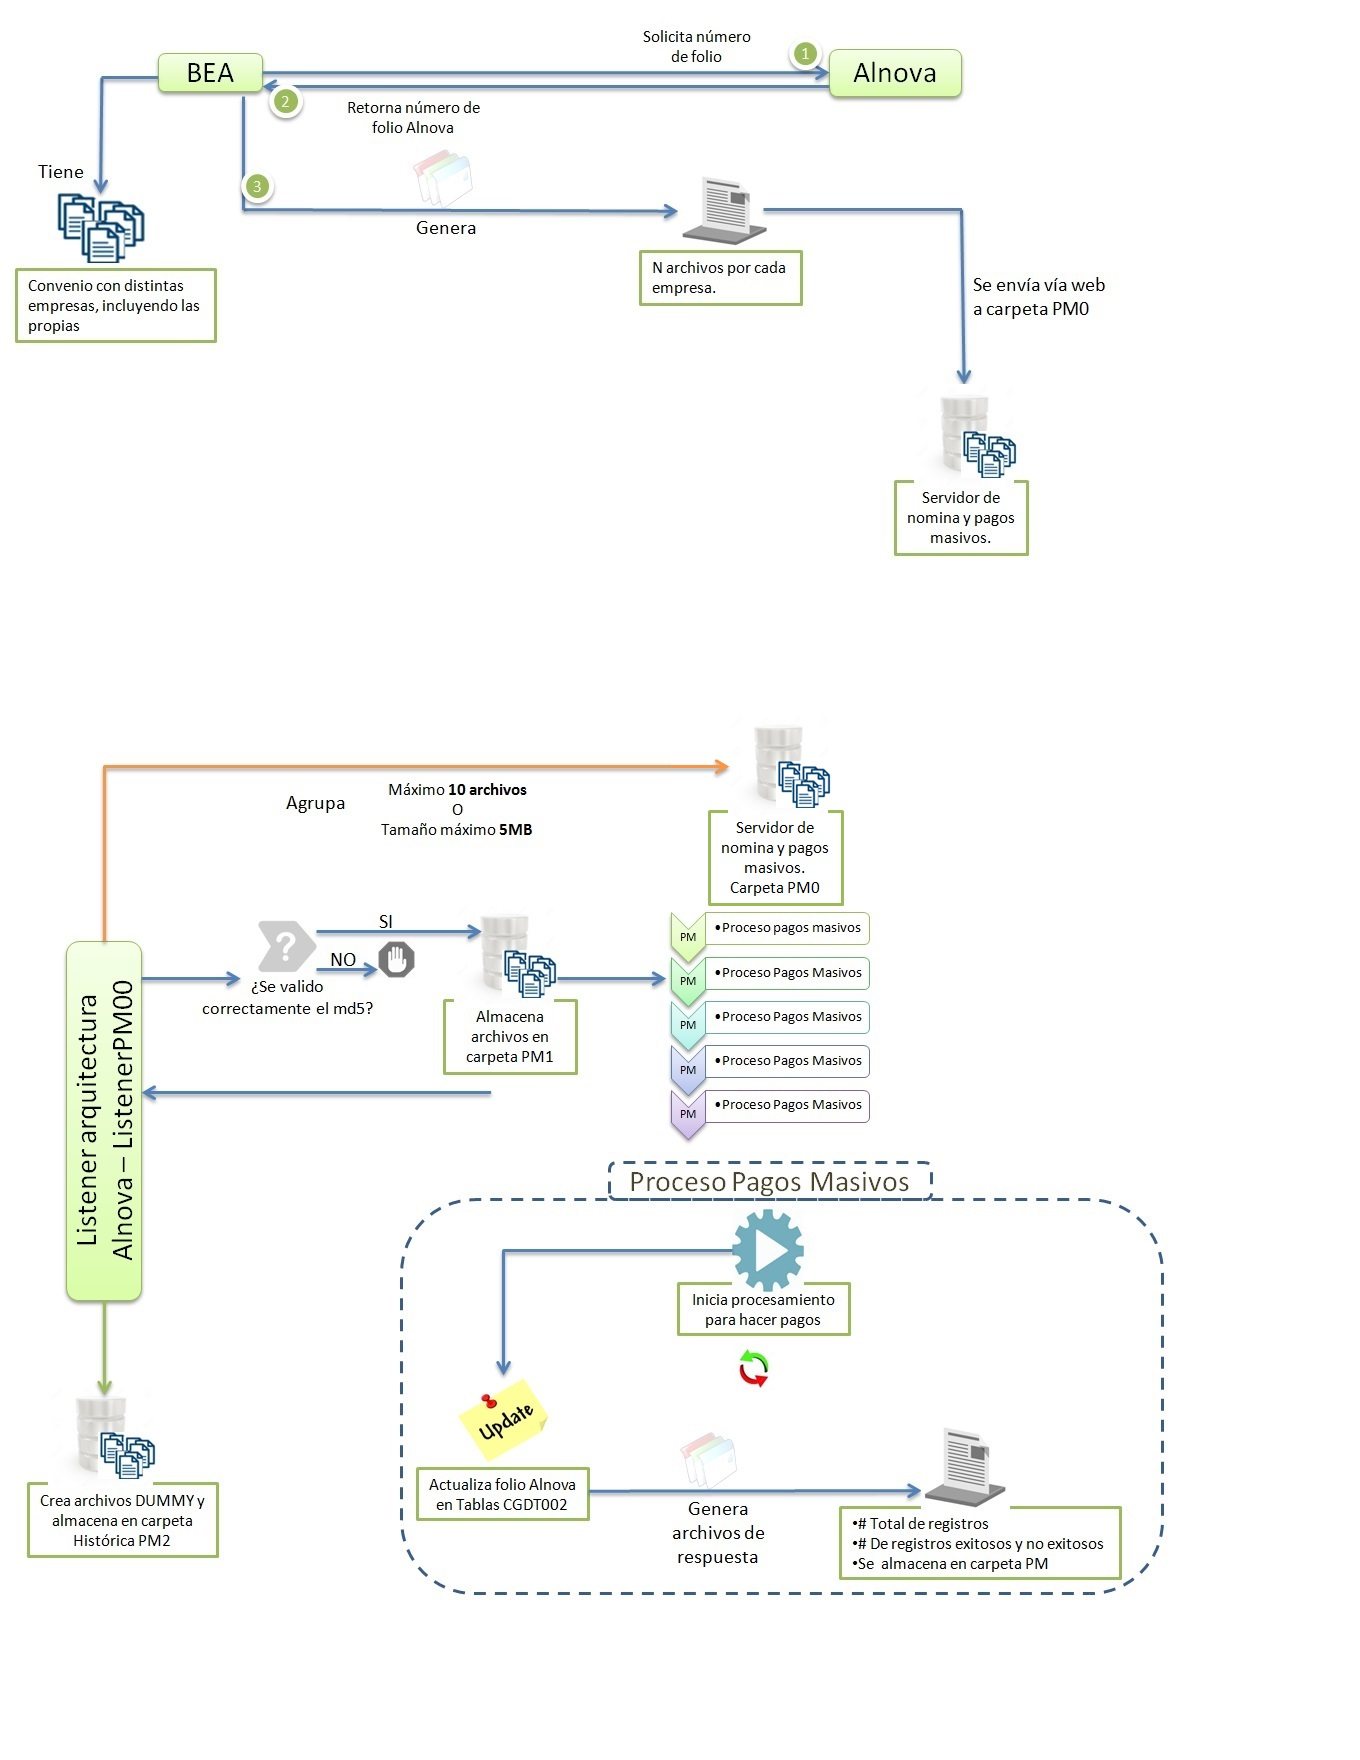 Solicita número
de folio
1
BEA
Alnova
2
Retorna número de
folio Alnova
Tiene
3
Genera
Convenio con distintas
empresas, incluyendo las
propias
N archivos por cada
empresa.
Se envía vía web
a carpeta PM0
Servidor de
nomina y pagos
masivos.
Agrupa
Máximo 10 archivos
O
Tamaño máximo 5MB
Servidor de
nomina y pagos
masivos.
Carpeta PM0
Listener arquitectura
Alnova – ListenerPM00
?
SI
NO
¿Se valido
correctamente el md5?
Almacena
archivos en
carpeta PM1
PM
•Proceso pagos masivos
PM
•Proceso Pagos Masivos
PM
•Proceso Pagos Masivos
PM
•Proceso Pagos Masivos
PM
•Proceso Pagos Masivos
Proceso Pagos Masivos
Inicia procesamiento
para hacer pagos
Update
Actualiza folio Alnova
en Tablas CGDT002
Genera
archivos de
respuesta
•# Total de registros
•# De registros exitosos y no exitosos
•Se almacena en carpeta PM
Crea archivos DUMMY y
almacena en carpeta
Histórica PM2